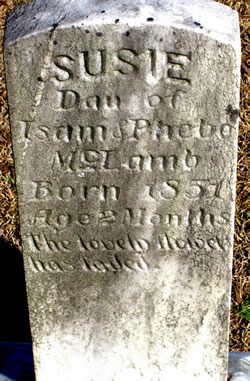 SUSIE
Dau of
Isam & Phebe
McLamb
Born 1851
Age 2 Months
The lovely flower
has faded.